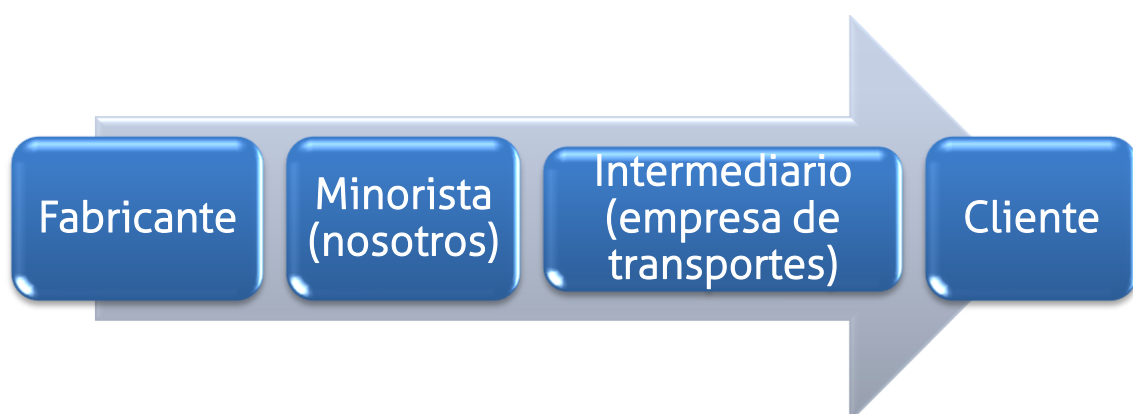 Fabricante
Minorista
(nosotros)
Intermediario
(empresa de
transportes)
Cliente